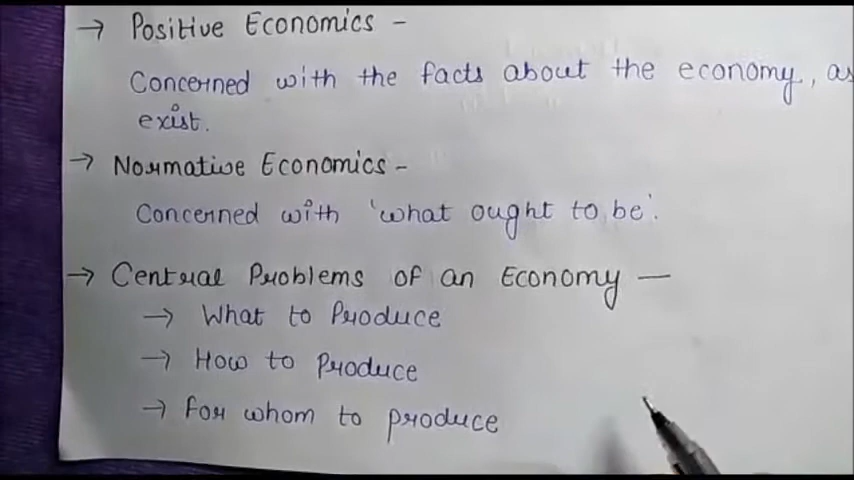 → Positive Economics -
Concerned with the facts about the economy, as
exist.
→ Normative Economics -
Concerned with 'what ought to be'.
→ Central Problems of an Economy —
→ What to Produce
→ How to Produce
→ for whom to produce